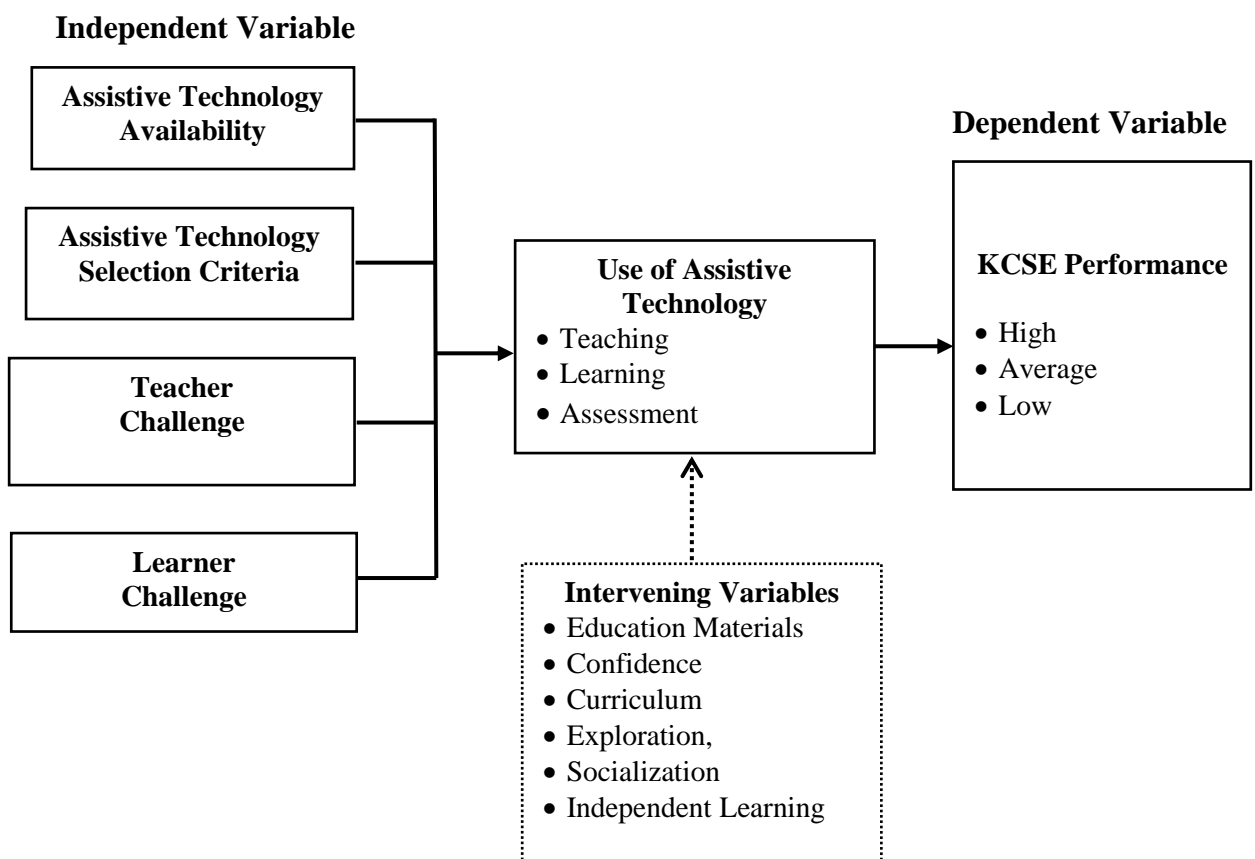 Independent Variable
Assistive Technology
Availability
Assistive Technology
Selection Criteria
Teacher
Challenge
Learner
Challenge
Use of Assistive
Technology
• Teaching
• Learning
• Assessment
Intervening Variables
• Education Materials
• Confidence
• Curriculum
• Exploration,
• Socialization
• Independent Learning
Dependent Variable
KCSE Performance
• High
• Average
• Low